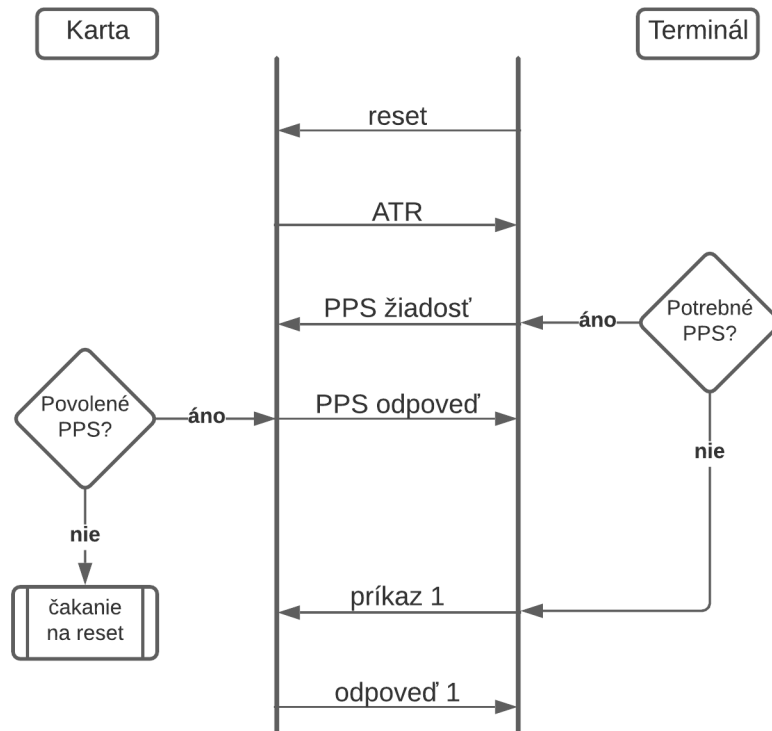 Karta
Terminál
reset
ATR
PPS žiadosť
áno
Potrebné
PPS?
Povolené
PPS?
áno
PPS odpoveď
nie
nie
čakanie
na reset
príkaz 1
odpoveď 1